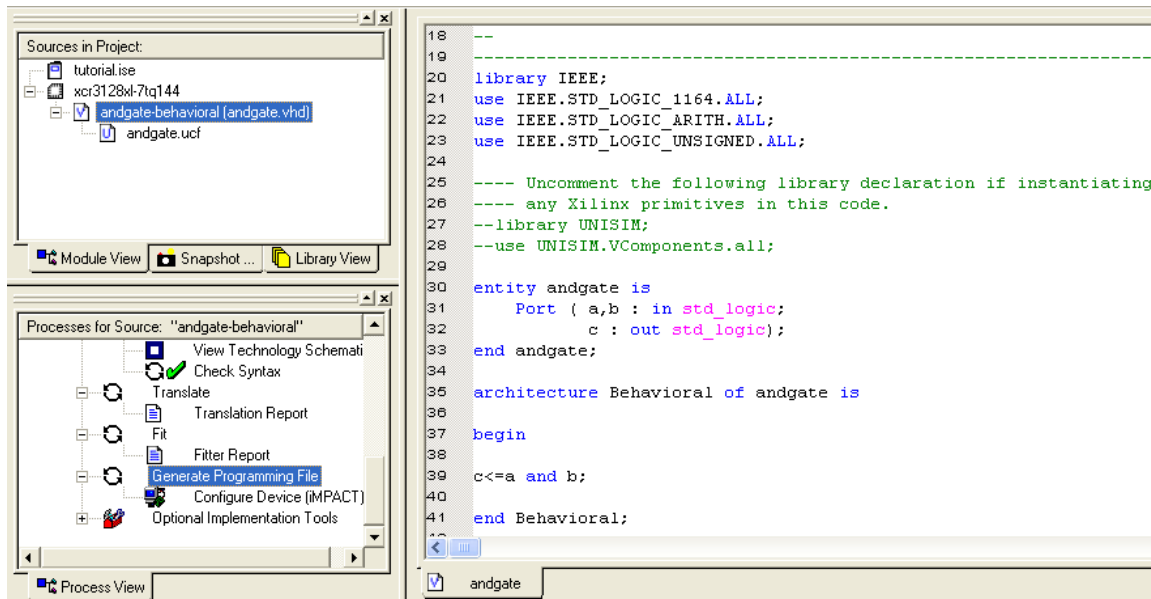 Sources in Project:
tutorial.ise
xcr3128xl-7tq144
andgate-behavioral (andgate.vhd)
andgate.ucf
Module View
Snapshot ...
Library View
Processes for Source: "andgate-behavioral"
View Technology Schemati
Check Syntax
Translate
Translation Report
Fit
Fitter Report
Generate Programming File
Configure Device (iMPACT)
Optional Implementation Tools
Process View
18 --
19 --------------------------------------------------------------------------------
20 library IEEE;
21 use IEEE.STD_LOGIC_1164.ALL;
22 use IEEE.STD_LOGIC_ARITH.ALL;
23 use IEEE.STD_LOGIC_UNSIGNED.ALL;
24
25 ---- Uncomment the following library declaration if instantiating
26 ---- any Xilinx primitives in this code.
27 --library UNISIM;
28 --use UNISIM.VComponents.all;
29
30 entity andgate is
31 Port ( a,b : in std_logic;
32 c : out std_logic);
33 end andgate;
34
35 architecture Behavioral of andgate is
36
37 begin
38
39 c<=a and b;
40
41 end Behavioral;
andgate